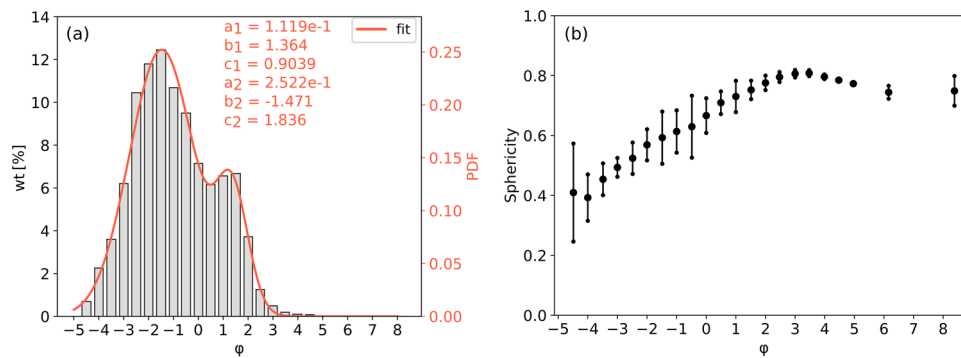 (a)
a1 = 1.119e-1
b1 = 1.364
c1 = 0.9039
a2 = 2.522e-1
b2 = -1.471
c2 = 1.836
fit
wt [%]
14
12
10
8
6
4
2
0
−5 −4 −3 −2 −1 0 1 2 3 4 5 6 7 8
φ
0.25
0.20
0.15
0.10
0.05
0.00
PDF
(b)
Sphericity
1.0
0.8
0.6
0.4
0.2
0.0
−5 −4 −3 −2 −1 0 1 2 3 4 5 6 7 8
φ